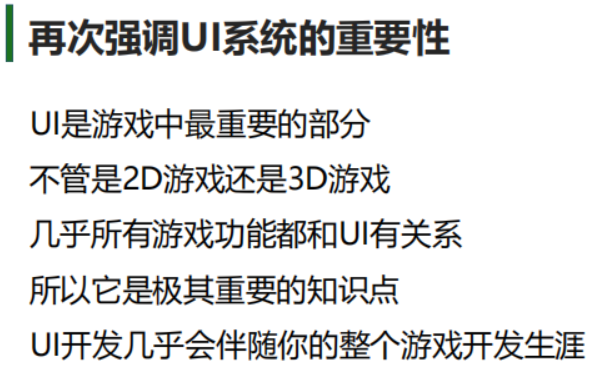 再次强调UI系统的重要性
UI是游戏中最重要的部分
不管是2D游戏还是3D游戏
几乎所有游戏功能都和UI有关系
所以它是极其重要的知识点
UI开发几乎会伴随你的整个游戏开发生涯